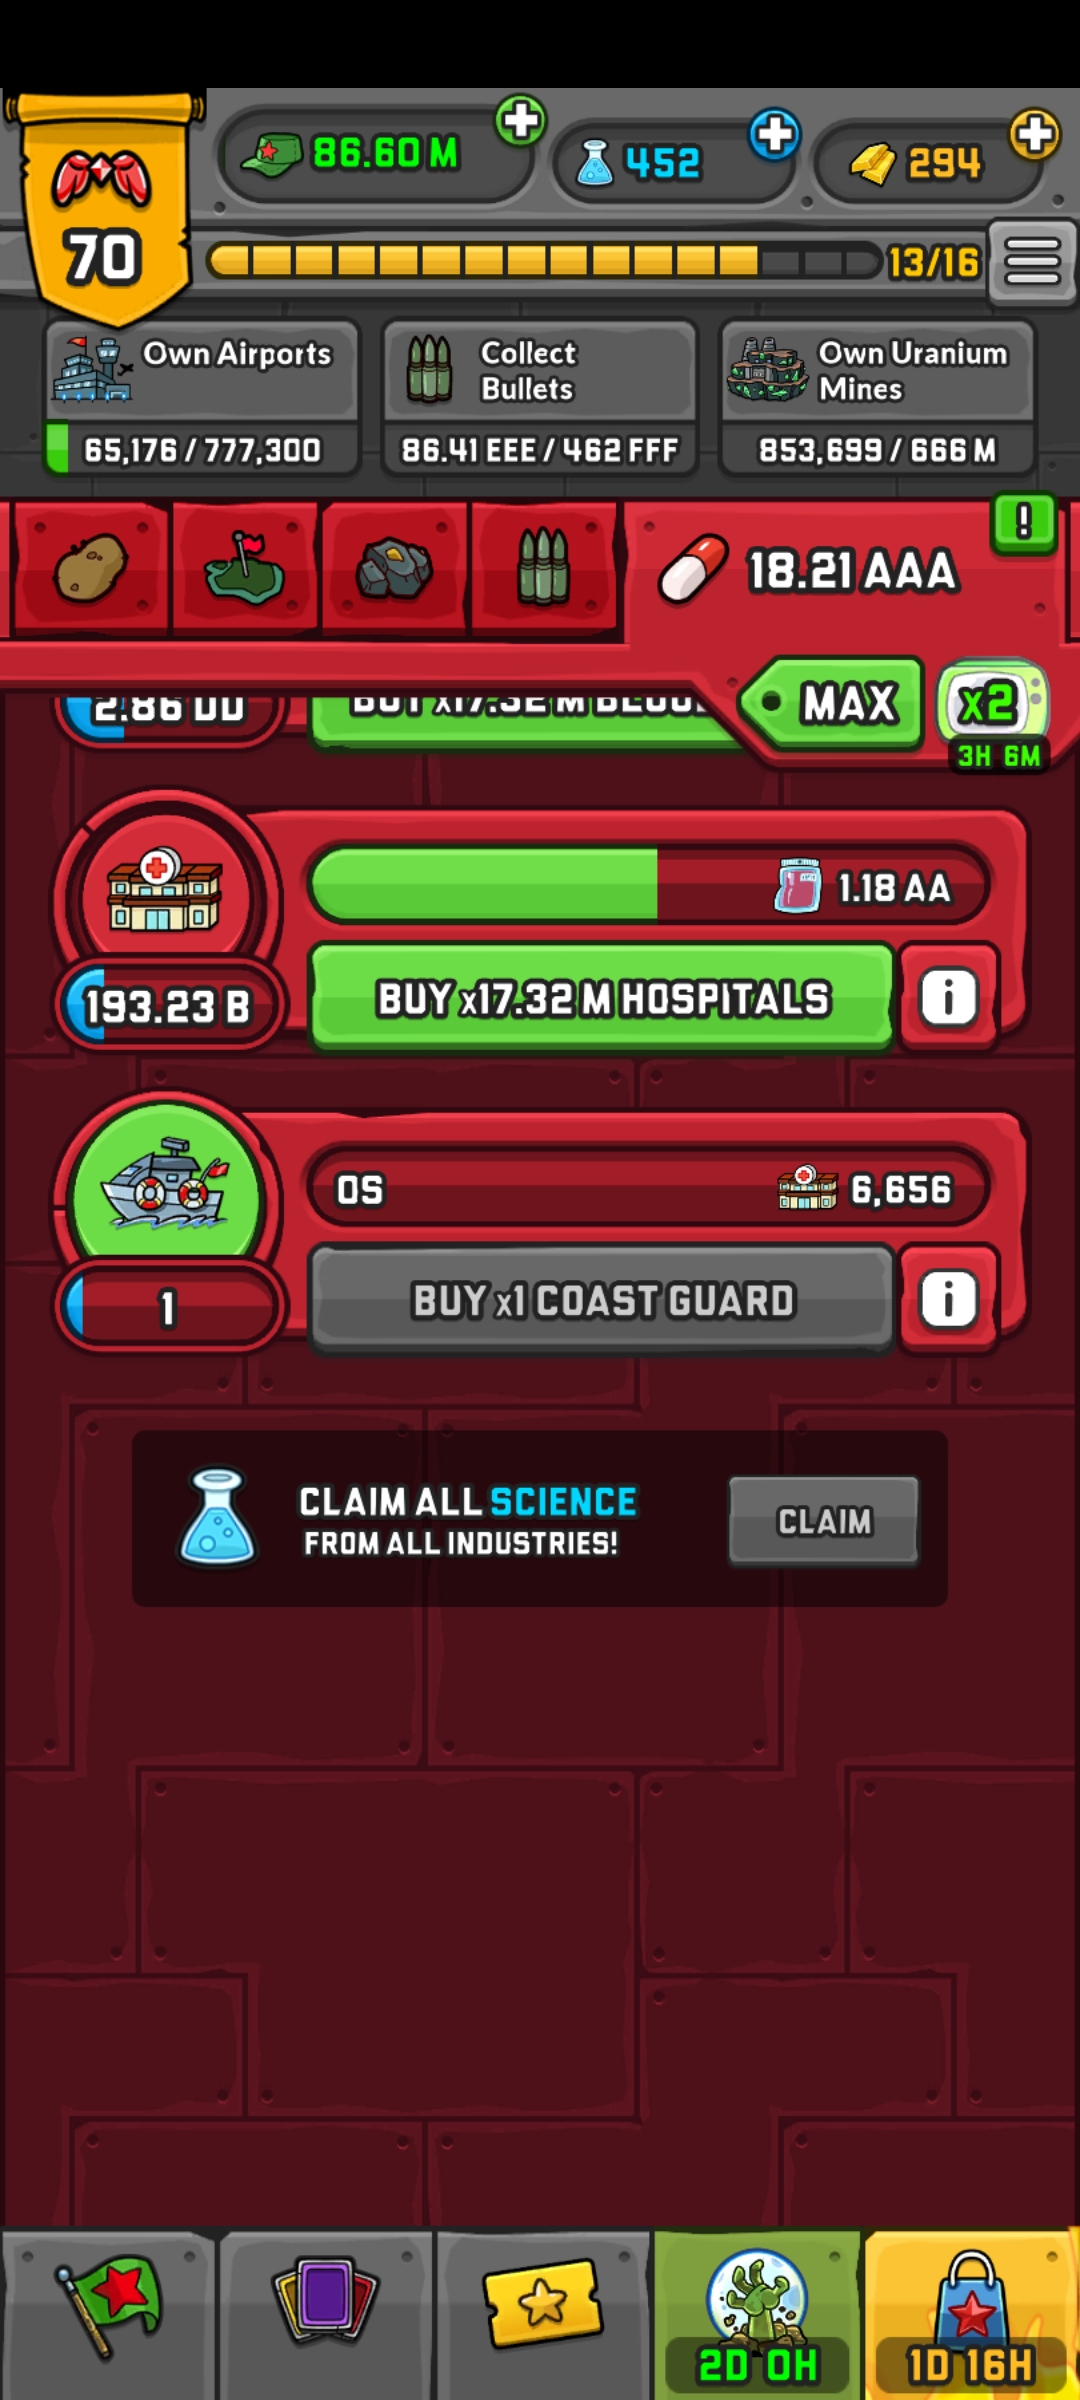 86.60 M
452
294
70
13/16
Own Airports
65,176 / 777,300
Collect
Bullets
86.41 EEE / 462 FFF
Own Uranium
Mines
853,699 / 666 M
!
18.21 AAA
MAX
x2
3H 6M
2.86 DD
BUY x17.32 M
1.18 AA
193.23 B
BUY x17.32 M HOSPITALS
i
0S
6,656
1
BUY x1 COAST GUARD
i
CLAIM ALL SCIENCE
FROM ALL INDUSTRIES!
CLAIM
2D 0H
1D 16H